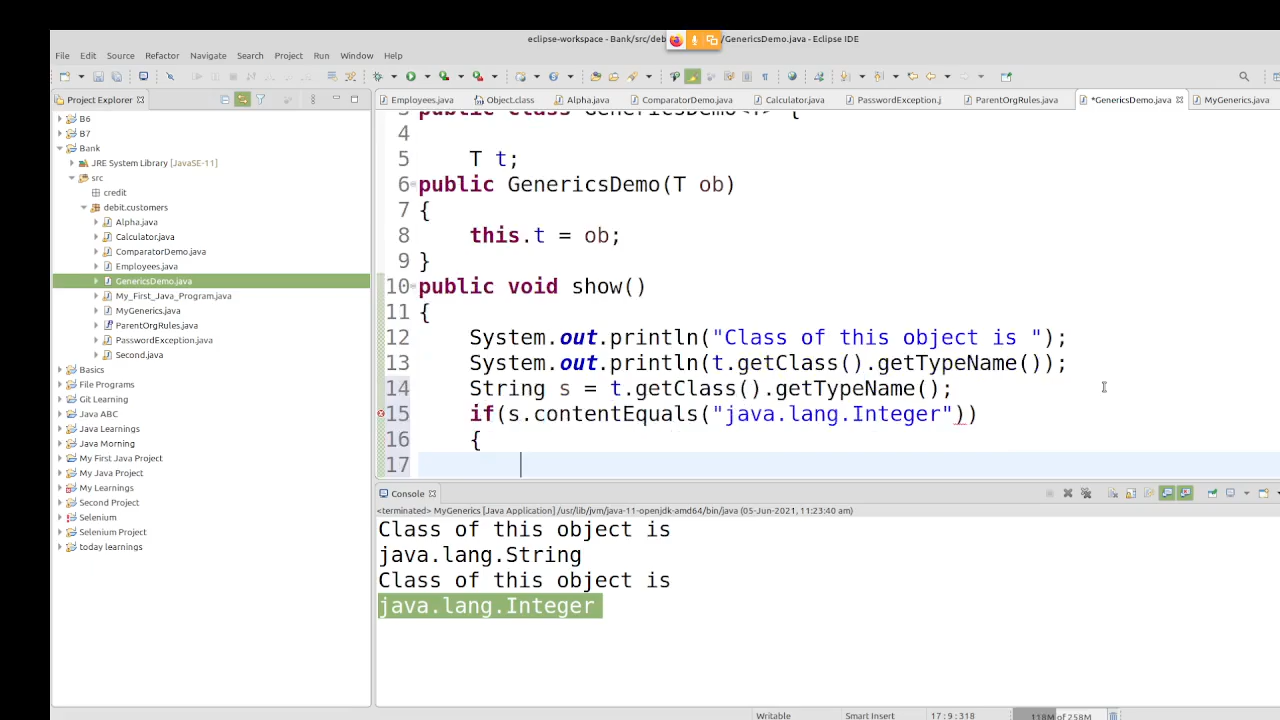 eclipse-workspace - Bank/src/deb /GenericsDemo.java - Eclipse IDE
File Edit Source Refactor Navigate Search Project Run Window Help
Project Explorer
Employees.java Object.class Alpha.java ComparatorDemo.java Calculator.java PasswordException.j ParentOrgRules.java *GenericsDemo.java MyGenerics.java
B6
B7
Bank
JRE System Library [JavaSE-11]
src
credit
debit.customers
Alpha.java
Calculator.java
ComparatorDemo.java
Employees.java
GenericsDemo.java
My_First_Java_Program.java
MyGenerics.java
ParentOrgRules.java
PasswordException.java
Second.java
Basics
File Programs
Git Learning
Java ABC
Java Learnings
Java Morning
My First Java Project
My Java Project
My Learnings
Second Project
Selenium
Selenium Project
today learnings
public class GenericsDemo<T> {
4
5 T t;
6 public GenericsDemo(T ob)
7 {
8 this.t = ob;
9 }
10 public void show()
11 {
12 System.out.println("Class of this object is ");
13 System.out.println(t.getClass().getTypeName());
14 String s = t.getClass().getTypeName();
15 if(s.contentEquals("java.lang.Integer"))
16 {
17
Console
<terminated> MyGenerics [Java Application] /usr/lib/jvm/java-11-openjdk-amd64/bin/java (05-Jun-2021, 11:23:40 am)
Class of this object is
java.lang.String
Class of this object is
java.lang.Integer
Writable Smart Insert 17:9:318 118M of 258M